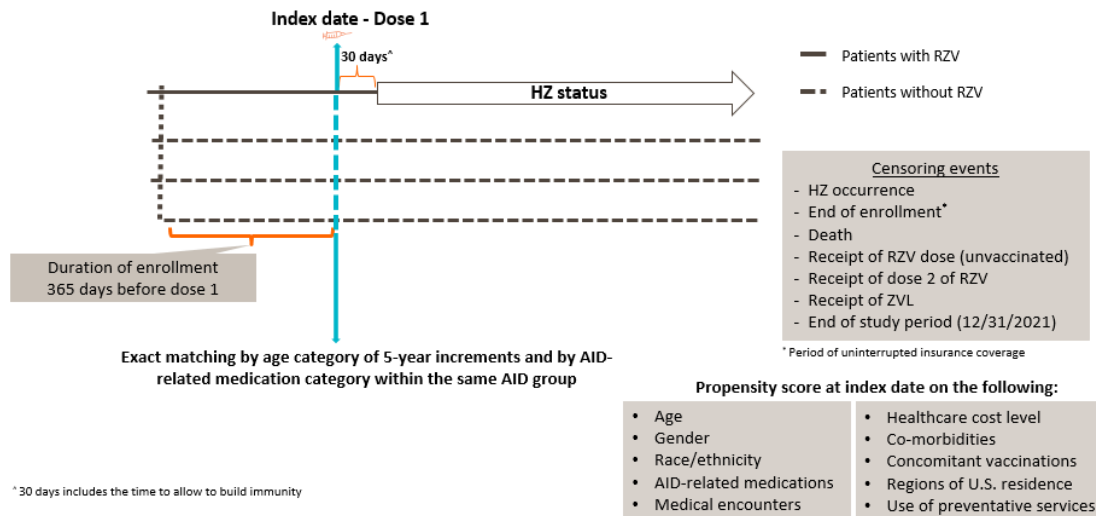 Index date - Dose 1
30 days^
HZ status
Patients with RZV
Patients without RZV
Duration of enrollment
365 days before dose 1
Censoring events
- HZ occurrence
- End of enrollment*
- Death
- Receipt of RZV dose (unvaccinated)
- Receipt of dose 2 of RZV
- Receipt of ZVL
- End of study period (12/31/2021)
* Period of uninterrupted insurance coverage
Exact matching by age category of 5-year increments and by AID-
related medication category within the same AID group
Propensity score at index date on the following:
• Age
• Gender
• Race/ethnicity
• AID-related medications
• Medical encounters
• Healthcare cost level
• Co-morbidities
• Concomitant vaccinations
• Regions of U.S. residence
• Use of preventative services
^ 30 days includes the time to allow to build immunity